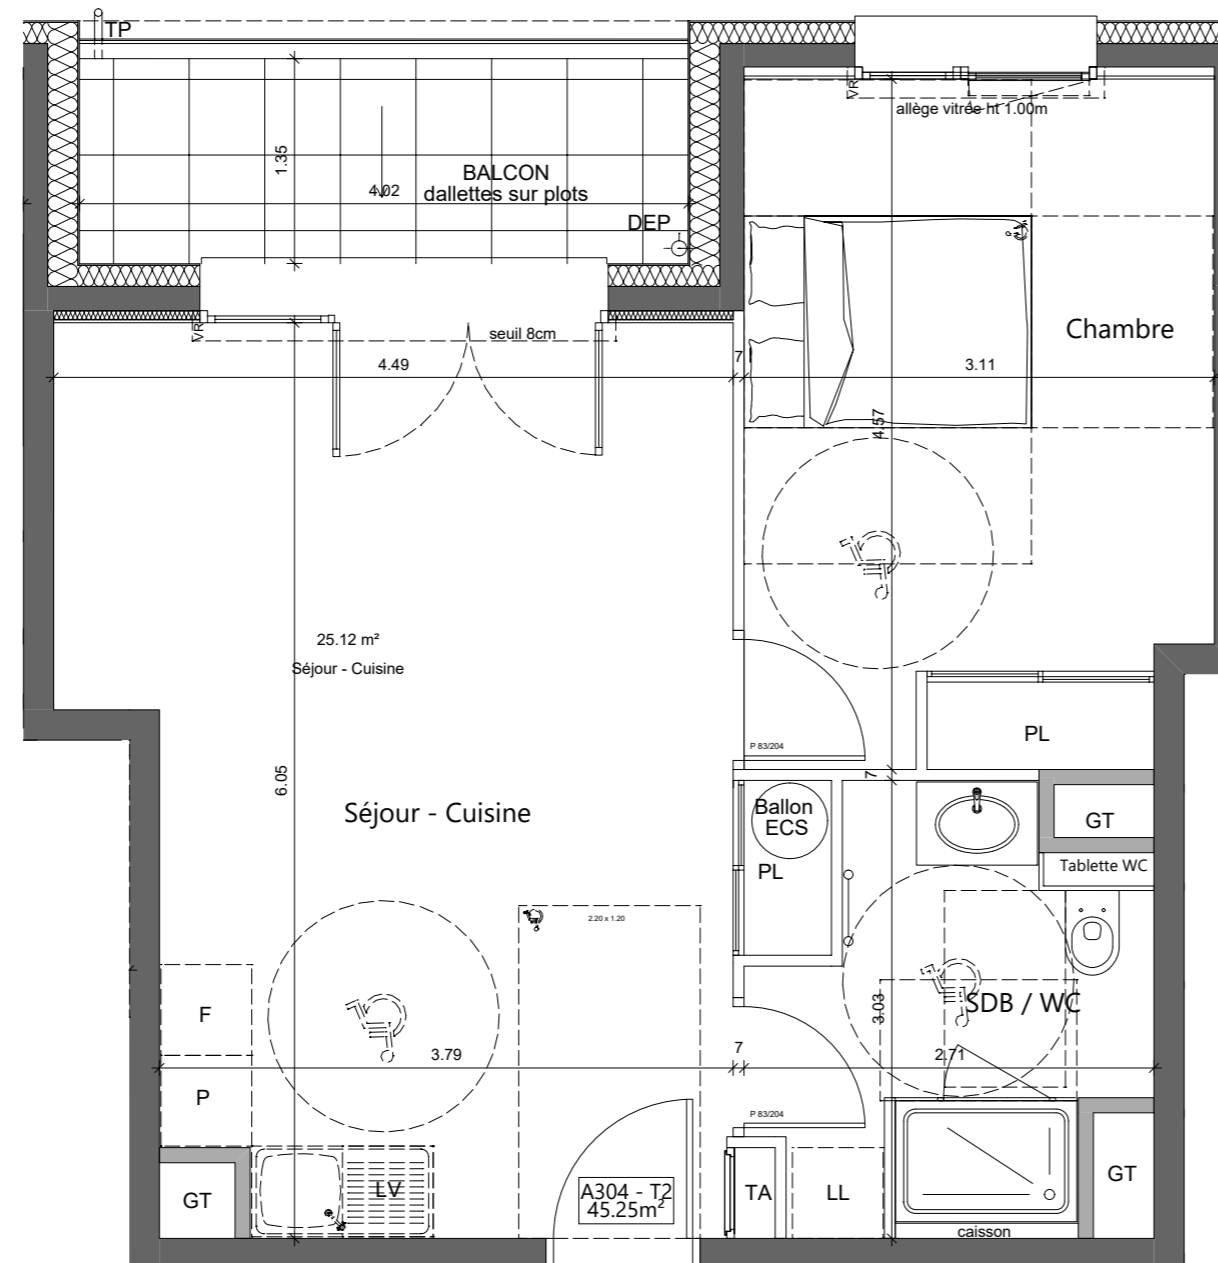 TP
VR
allège vitrée ht 1.00m
1.35
BALCON
4.02
dallettes sur plots
DEP
Chambre
VR
seuil 8cm
4.49
7
3.11
4.57
25.12 m²
Séjour - Cuisine
P 83/204
PL
6.05
7
Séjour - Cuisine
Ballon
ECS
GT
PL
Tablette WC
2.20 x 1.20
F
3.03
SDB / WC
3.79
7
2.71
P
P 83/204
GT
LV
A304 - T2
45.25m²
TA
LL
GT
caisson